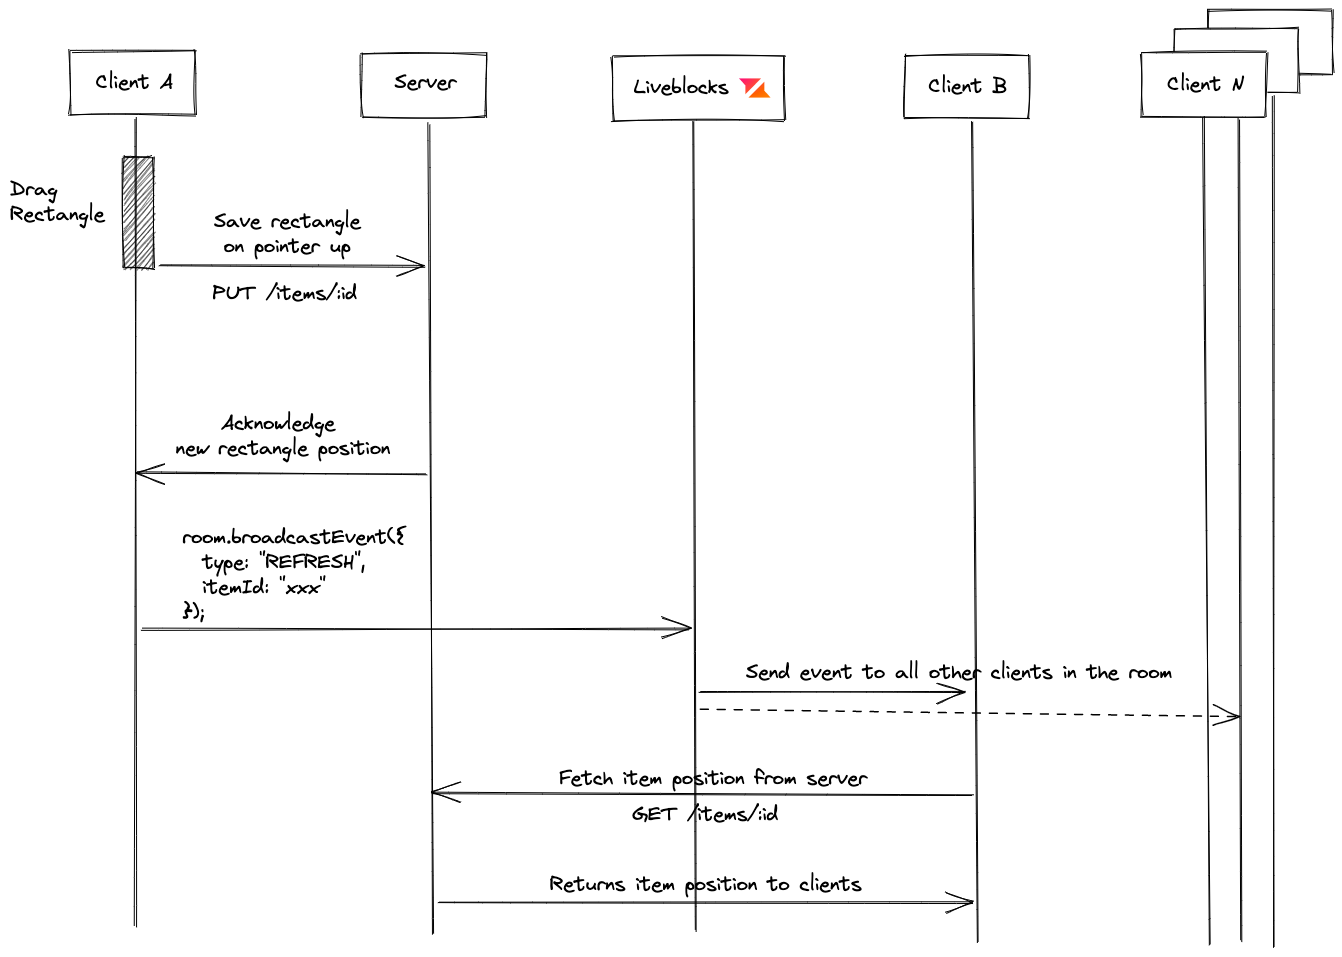 Client A
Server
Liveblocks
Client B
Client N
Drag
Rectangle
Save rectangle
on pointer up
PUT /items/:id
Acknowledge
new rectangle position
room.broadcastEvent({
type: "REFRESH",
itemId: "xxx"
});
Send event to all other clients in the room
Fetch item position from server
GET /items/:id
Returns item position to clients